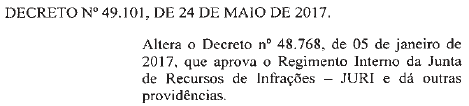 DECRETO Nº 49.101, DE 24 DE MAIO DE 2017.
Altera o Decreto nº 48.768, de 05 de janeiro
de 2017, que aprova o Regimento Interno da Junta
de Recursos de Infrações – JURI e dá outras
providências.